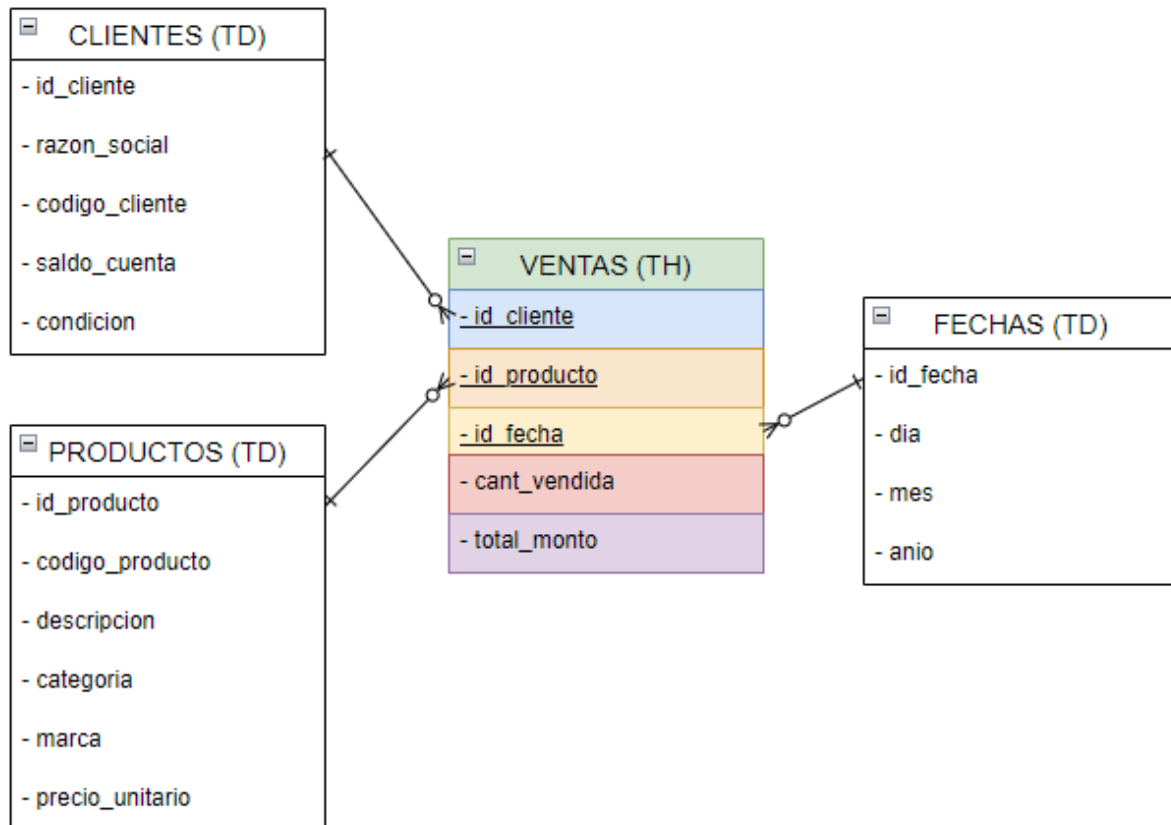 CLIENTES (TD)
- id_cliente
- razon_social
- codigo_cliente
- saldo_cuenta
- condicion
PRODUCTOS (TD)
- id_producto
- codigo_producto
- descripcion
- categoria
- marca
- precio_unitario
VENTAS (TH)
- id_cliente
- id_producto
- id_fecha
- cant_vendida
- total_monto
FECHAS (TD)
- id_fecha
- dia
- mes
- anio